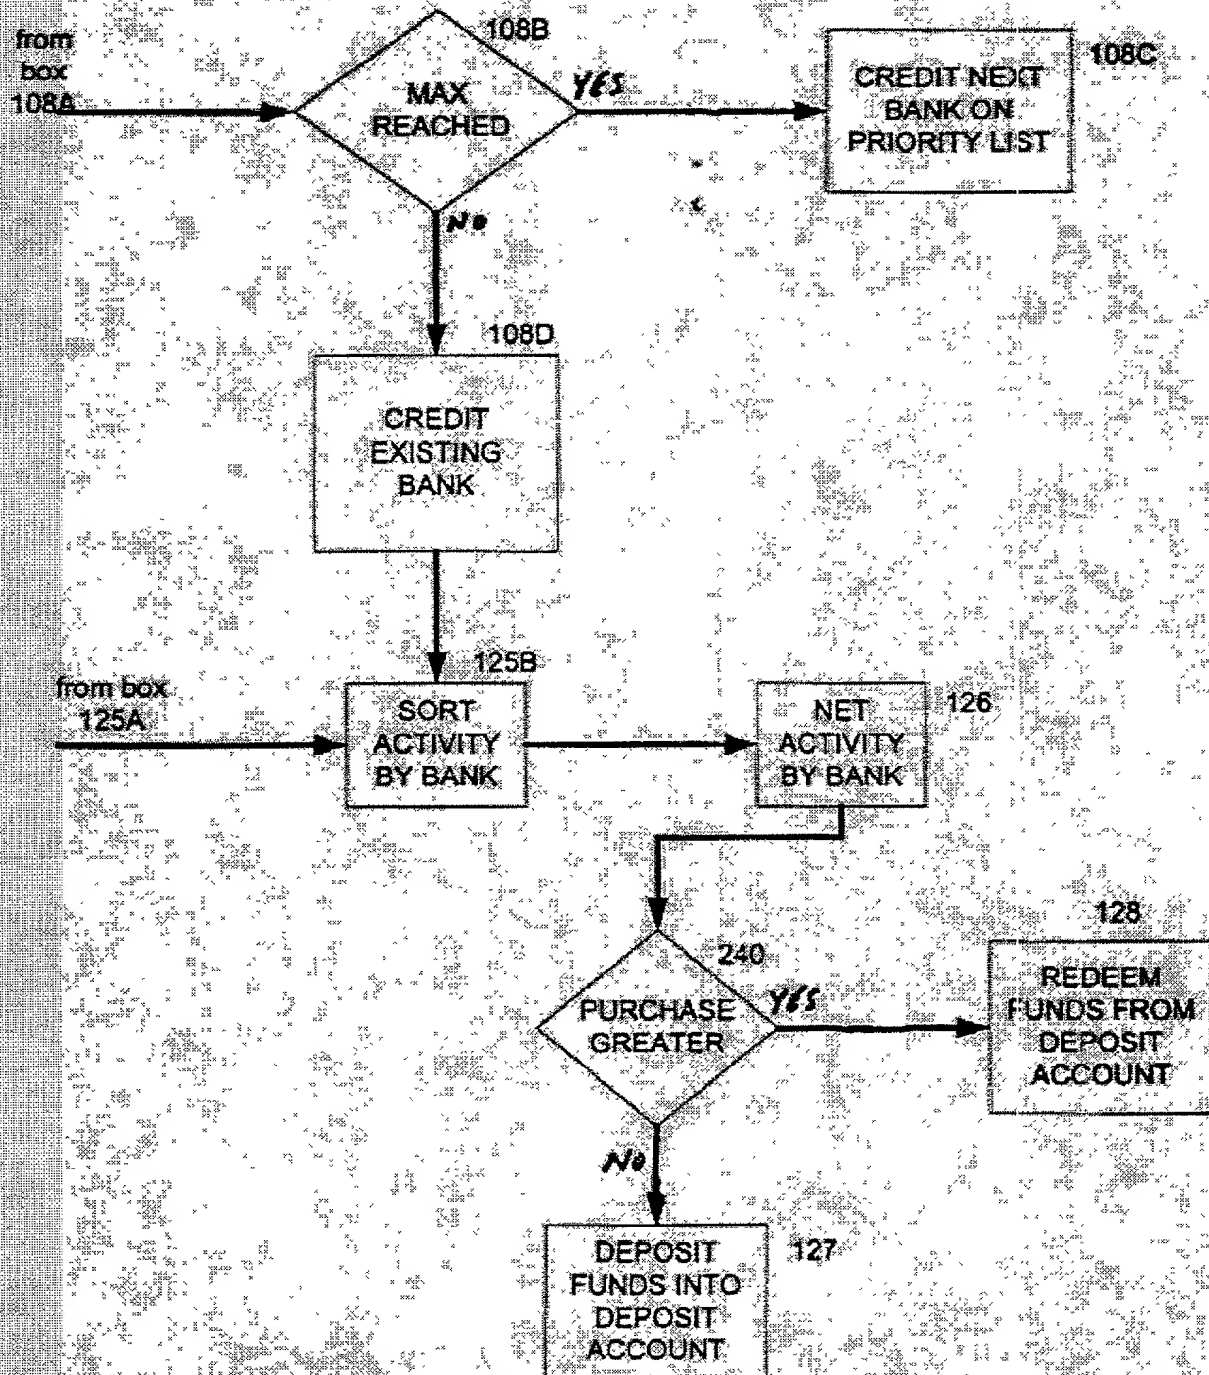 from
box
108A
108B
MAX
REACHED
YES
108C
CREDIT NEXT
BANK ON
PRIORITY LIST
NO
108D
CREDIT
EXISTING
BANK
from box
125A
125B
SORT
ACTIVITY
BY BANK
NET
ACTIVITY
BY BANK
126
240
PURCHASE
GREATER
YES
128
REDEEM
FUNDS FROM
DEPOSIT
ACCOUNT
No
DEPOSIT
FUNDS INTO
DEPOSIT
ACCOUNT
127